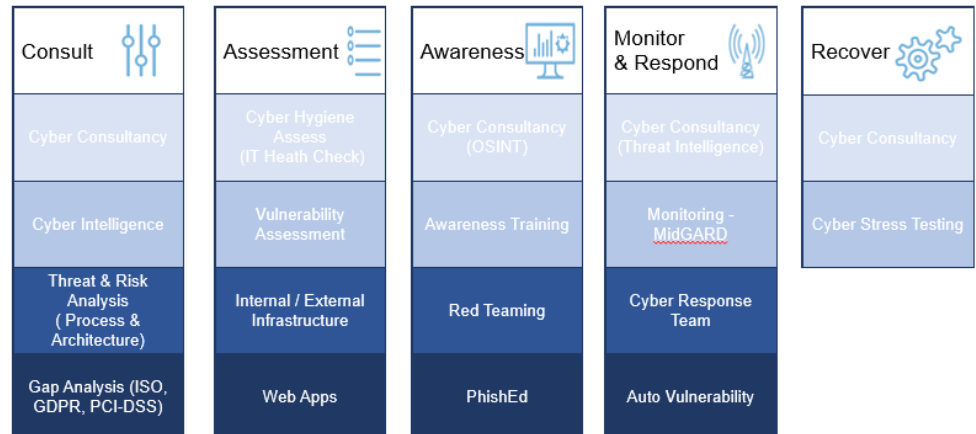 Consult
Cyber Consultancy
Cyber Intelligence
Threat & Risk
Analysis
( Process &
Architecture)
Gap Analysis (ISO,
GDPR, PCI-DSS)
Assessment
Cyber Hygiene
Assess
(IT Heath Check)
Vulnerability
Assessment
Internal / External
Infrastructure
Web Apps
Awareness
Cyber Consultancy
(OSINT)
Awareness Training
Red Teaming
PhishEd
Monitor
& Respond
Cyber Consultancy
(Threat Intelligence)
Monitoring -
MidGARD
Cyber Response
Team
Auto Vulnerability
Recover
Cyber Consultancy
Cyber Stress Testing